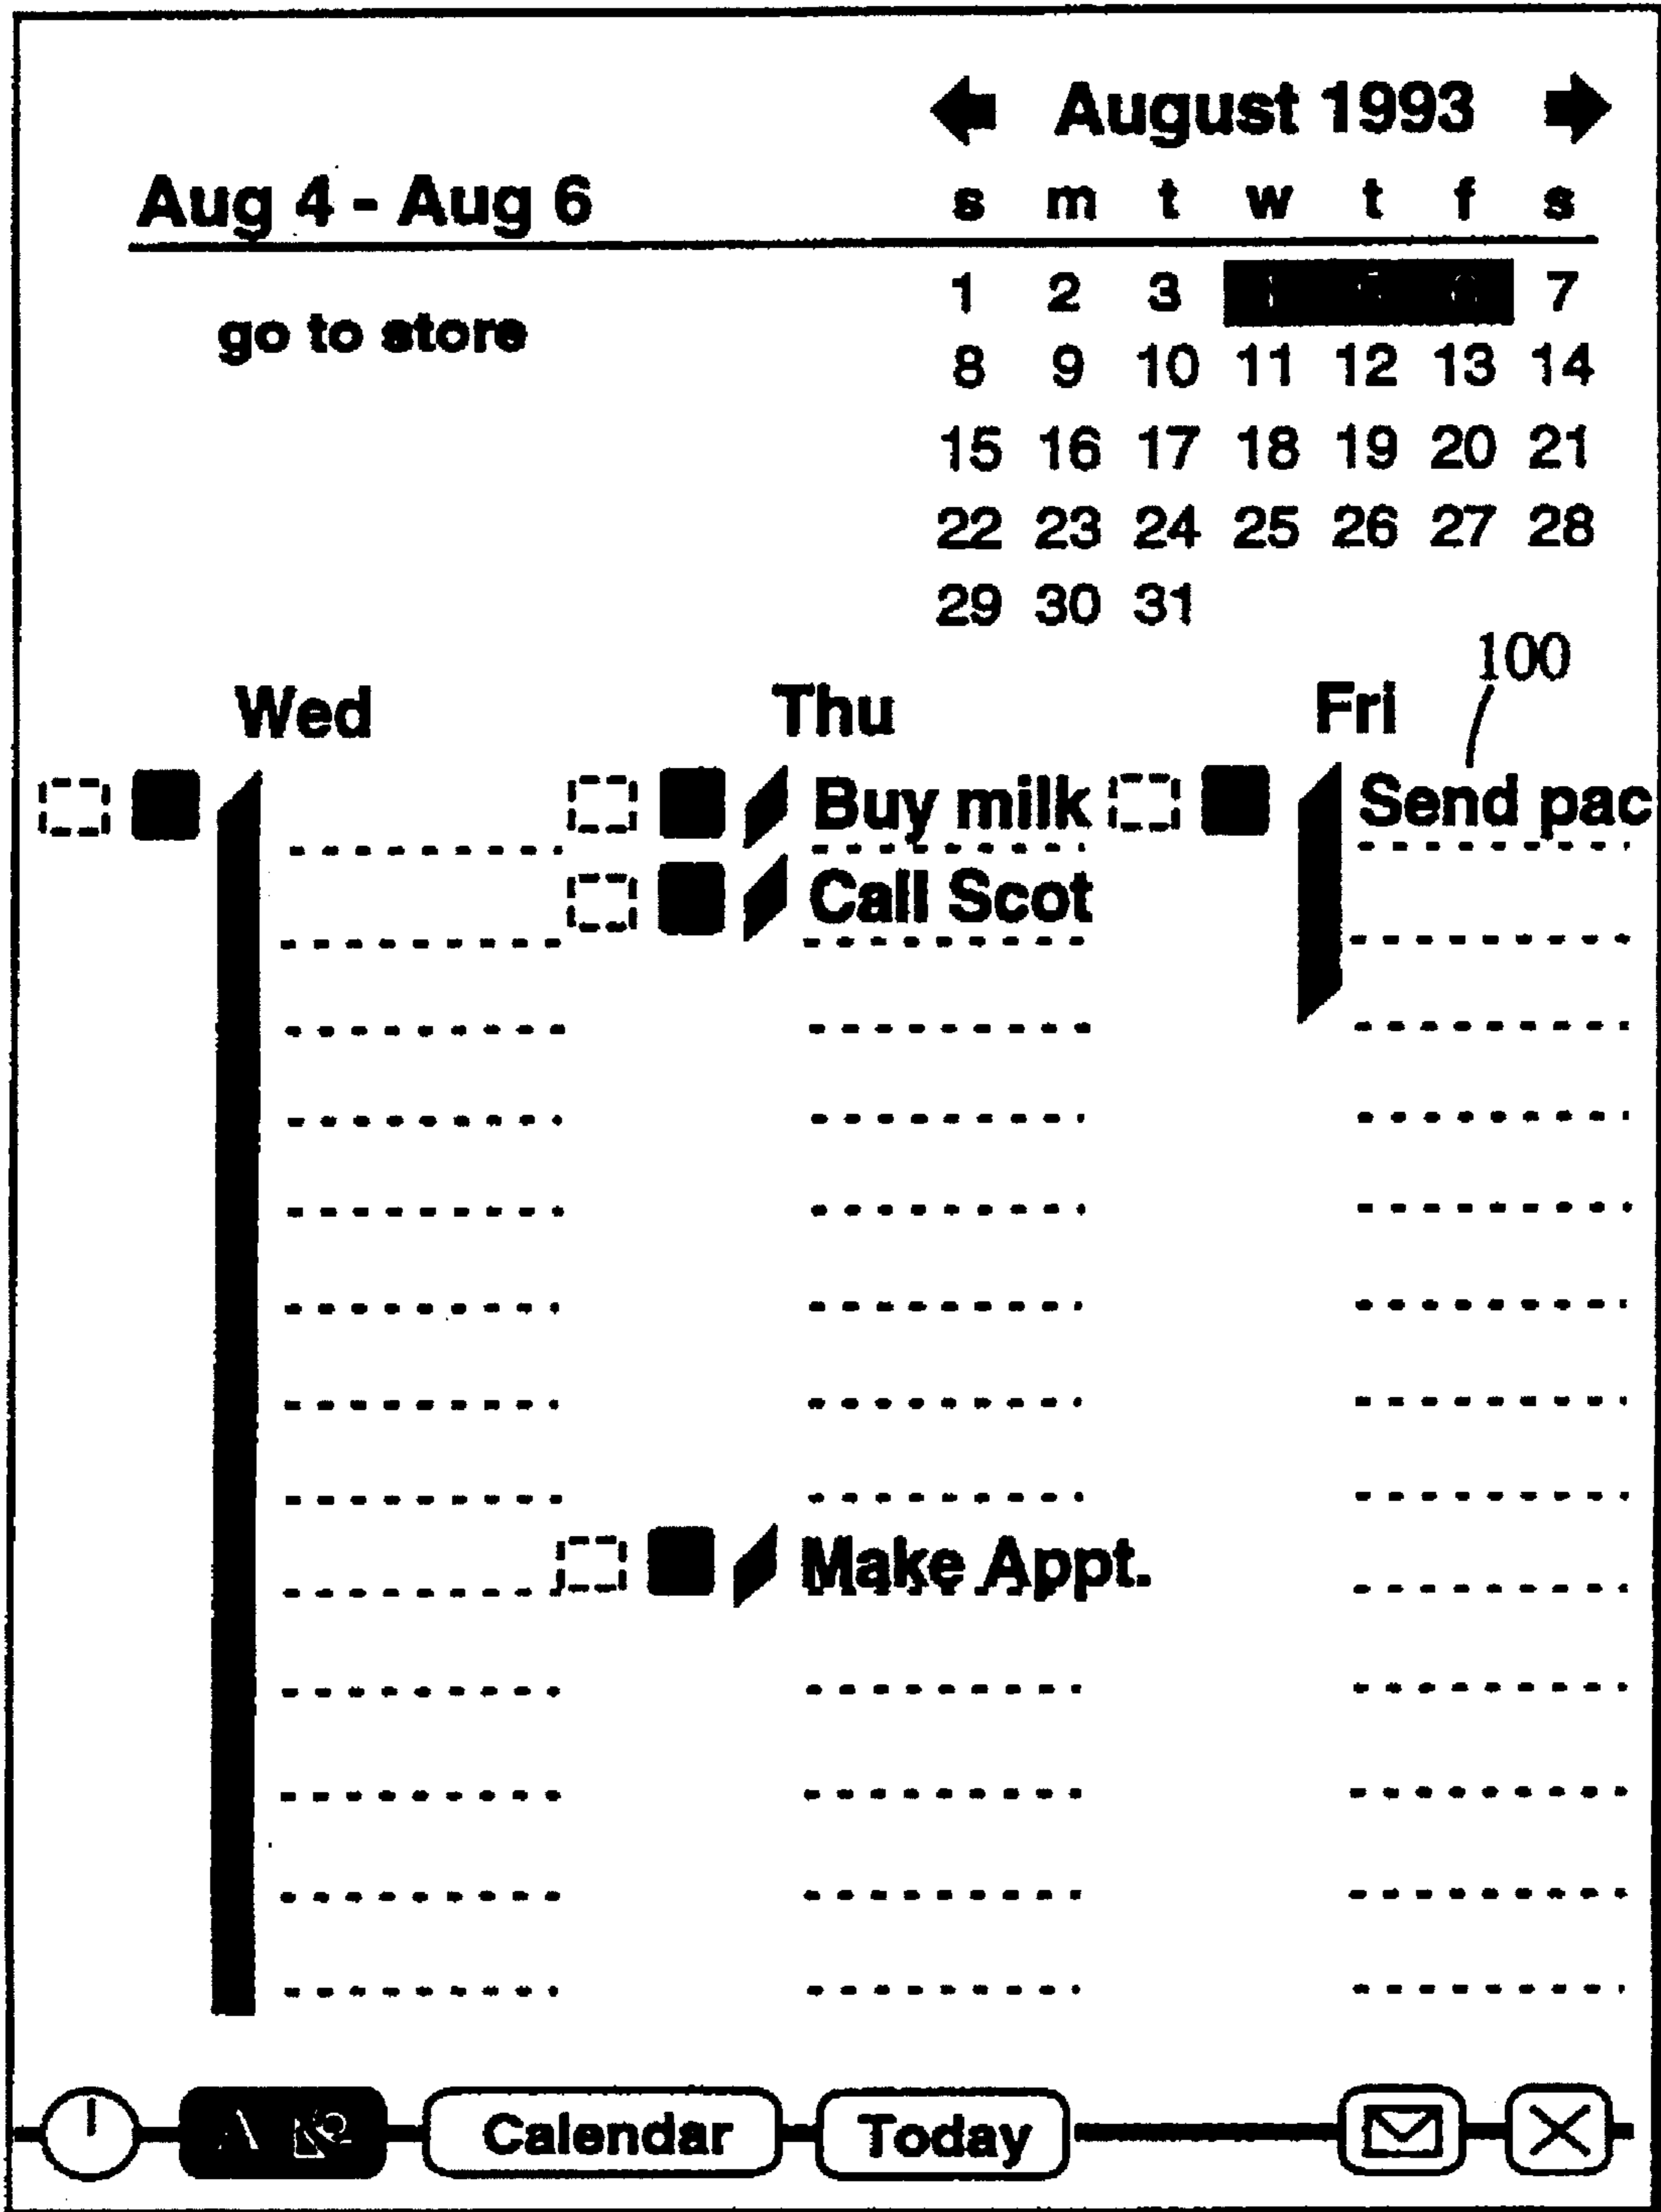 August 1993
Aug 4 - Aug 6
s m t w t f s
1 2 3 7
go to store
8 9 10 11 12 13 14
15 16 17 18 19 20 21
22 23 24 25 26 27 28
29 30 31
100
Wed Thu Fri
Buy milk Send pac
Call Scot
Make Appt.
A Calendar Today